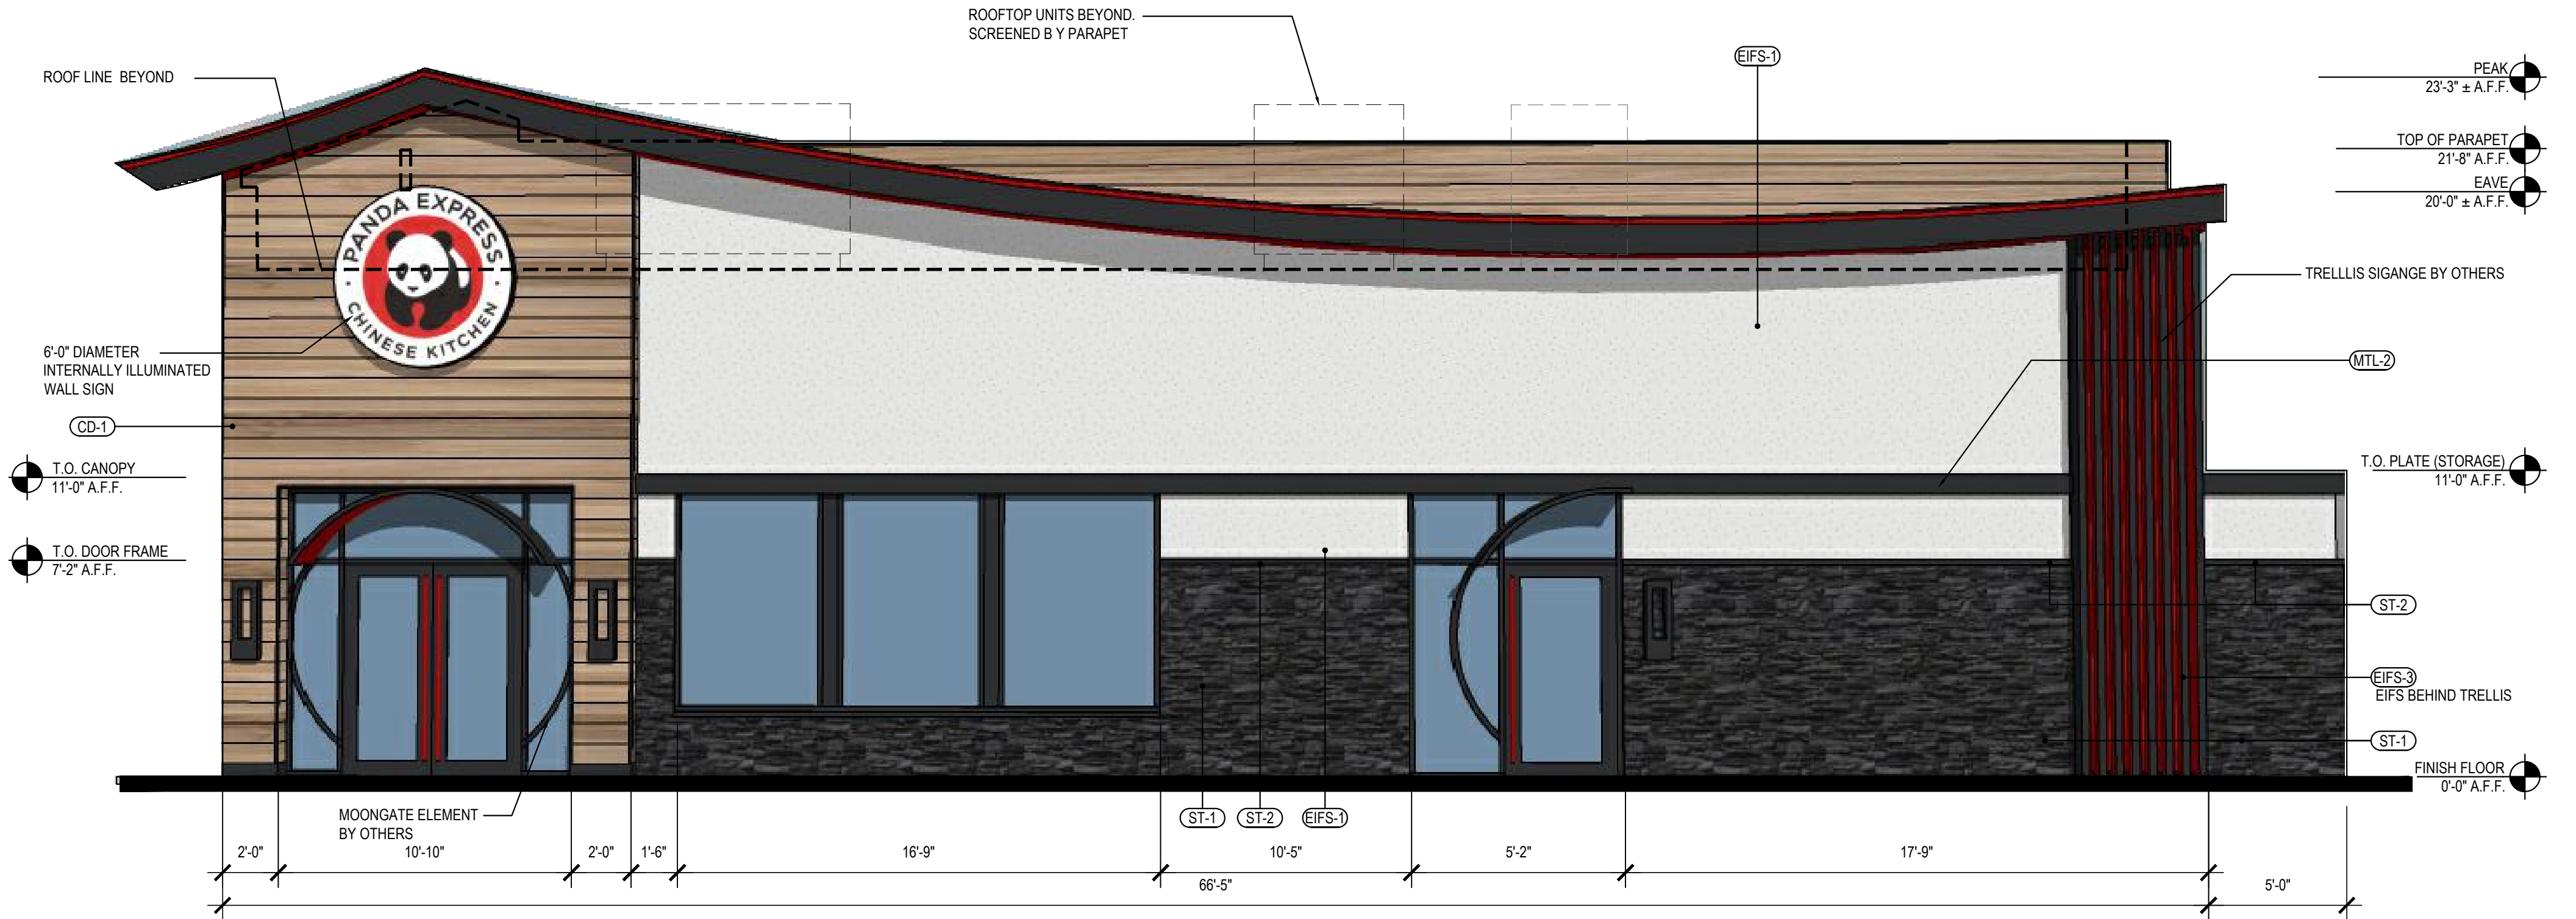 ROOFTOP UNITS BEYOND.
SCREENED B Y PARAPET
EIFS-1
ROOF LINE  BEYOND
PEAK
23'-3" ± A.F.F.
TOP OF PARAPET
21'-8" A.F.F.
EAVE
20'-0" ± A.F.F.
PANDA EXPRESS
CHINESE KITCHEN
TRELLLIS SIGANGE BY OTHERS
6'-0" DIAMETER
INTERNALLY ILLUMINATED
WALL SIGN
MTL-2
CD-1
T.O. CANOPY
11'-0" A.F.F.
T.O. PLATE (STORAGE)
11'-0" A.F.F.
T.O. DOOR FRAME
7'-2" A.F.F.
ST-2
EIFS-3
EIFS BEHIND TRELLIS
ST-1
FINISH FLOOR
0'-0" A.F.F.
MOONGATE ELEMENT
BY OTHERS
ST-1 ST-2 EIFS-1
2'-0" 10'-10" 2'-0" 1'-6" 16'-9" 10'-5" 5'-2" 17'-9"
66'-5" 5'-0"